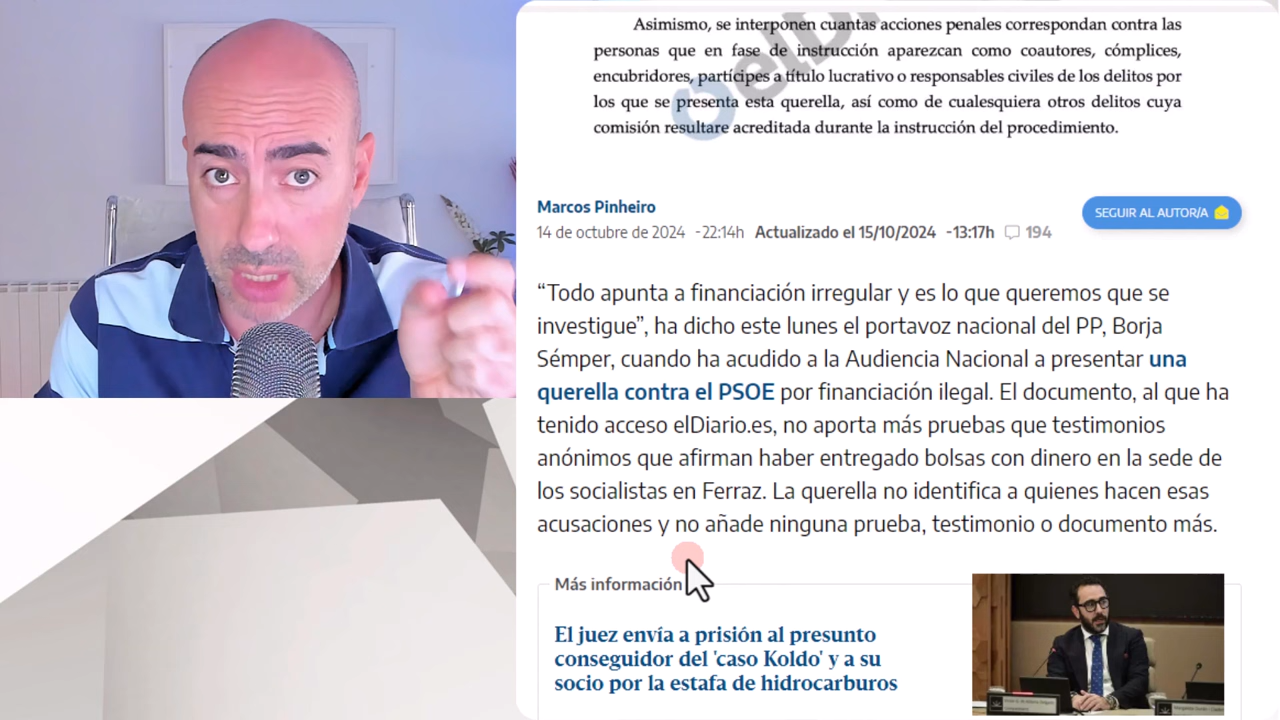 Asimismo, se interponen cuantas acciones penales correspondan contra las
personas que en fase de instrucción aparezcan como coautores, cómplices,
encubridores, partícipes a título lucrativo o responsables civiles de los delitos por
los que se presenta esta querella, así como de cualesquiera otros delitos cuya
comisión resultare acreditada durante la instrucción del procedimiento.
Marcos Pinheiro
SEGUIR AL AUTOR/A
14 de octubre de 2024 -22:14h Actualizado el 15/10/2024 -13:17h 194
“Todo apunta a financiación irregular y es lo que queremos que se
investigue”, ha dicho este lunes el portavoz nacional del PP, Borja
Sémper, cuando ha acudido a la Audiencia Nacional a presentar una
querella contra el PSOE por financiación ilegal. El documento, al que ha
tenido acceso elDiario.es, no aporta más pruebas que testimonios
anónimos que afirman haber entregado bolsas con dinero en la sede de
los socialistas en Ferraz. La querella no identifica a quienes hacen esas
acusaciones y no añade ninguna prueba, testimonio o documento más.
Más información
El juez envía a prisión al presunto
conseguidor del 'caso Koldo' y a su
socio por la estafa de hidrocarburos